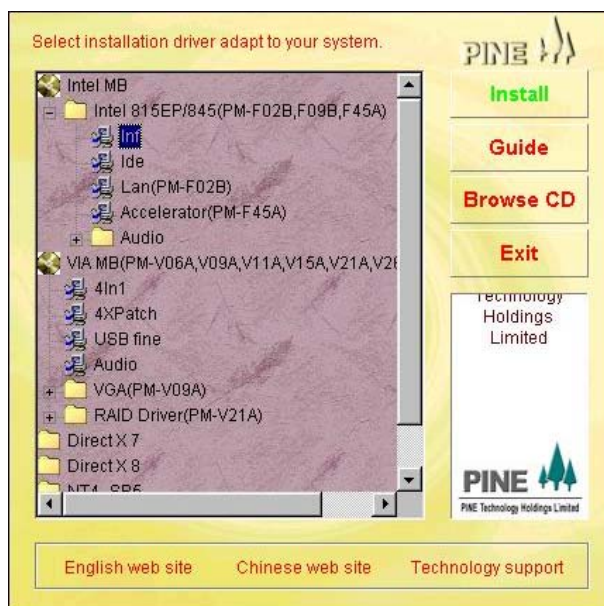 Select installation driver adapt to your system.
PINE
Intel MB
Intel 815EP/845(PM-F02B,F09B,F45A)
Inf
Ide
Lan(PM-F02B)
Accelerator(PM-F45A)
Audio
VIA MB(PM-V06A,V09A,V11A,V15A,V21A,V26
4In1
4XPatch
USB fine
Audio
VGA(PM-V09A)
RAID Driver(PM-V21A)
Direct X 7
Direct X 8
NT4_SP5
Install
Guide
Browse CD
Exit
Technology
Holdings
Limited
PINE
PINE Technology Holdings Limited
English web site
Chinese web site
Technology support